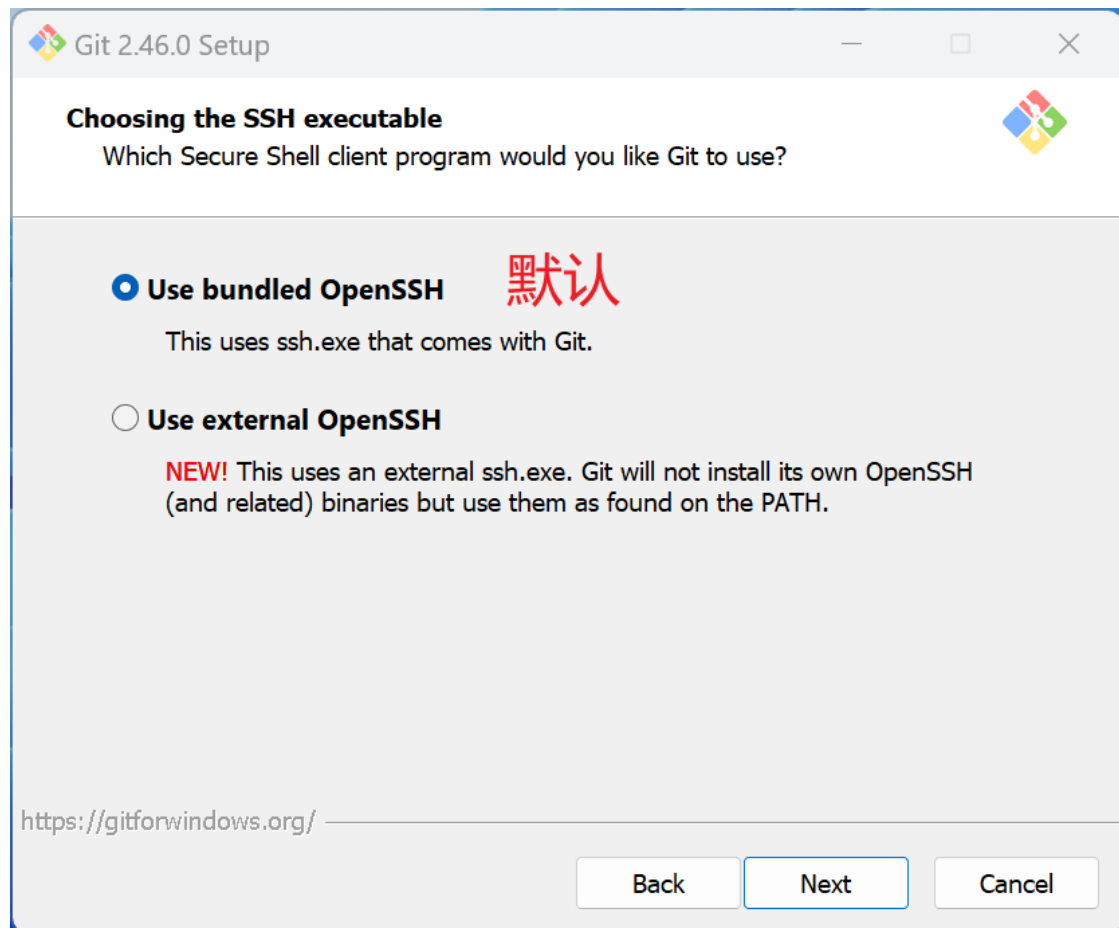 Git 2.46.0 Setup
Choosing the SSH executable
Which Secure Shell client program would you like Git to use?
Use bundled OpenSSH 默认
This uses ssh.exe that comes with Git.
Use external OpenSSH
NEW! This uses an external ssh.exe. Git will not install its own OpenSSH
(and related) binaries but use them as found on the PATH.
https://gitforwindows.org/
Back Next Cancel